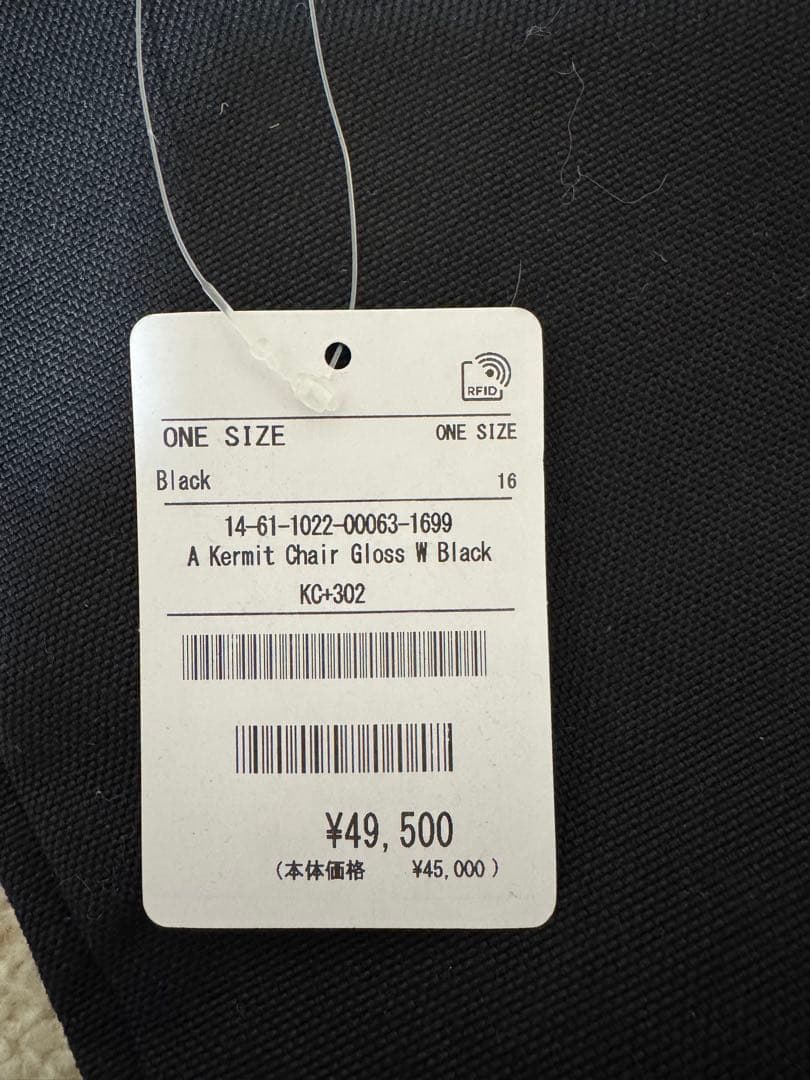 RFID
ONE SIZE ONE SIZE
Black 16
14-61-1022-00063-1699
A Kermit Chair Gloss W Black
KC+302
¥49,500
(本体価格 ¥45,000 )